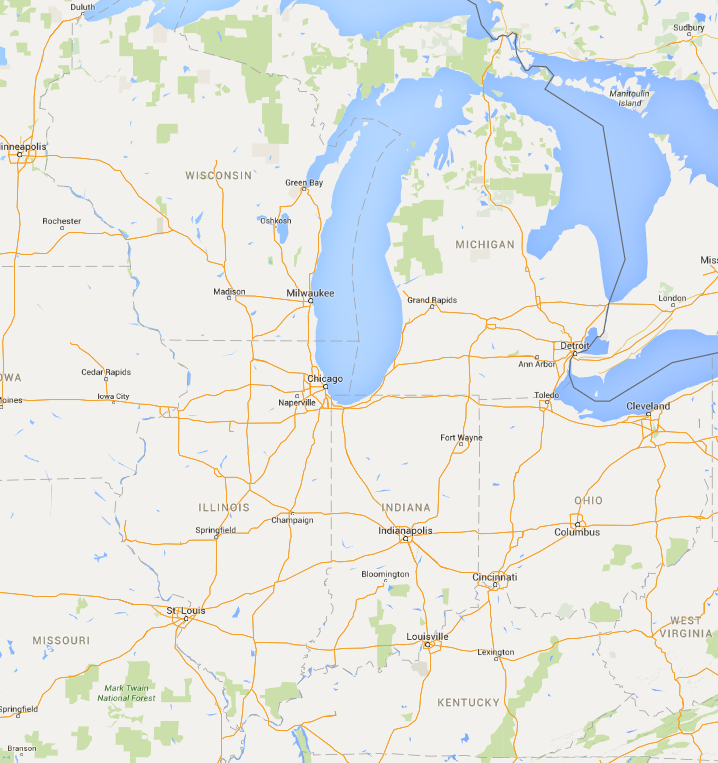 Duluth
Sudbury
Manitoulin
Island
inneapolis
WISCONSIN
Green Bay
Rochester
Oshkosh
MICHIGAN
Mis
Madison
Milwaukee
Grand Rapids
London
Detroit
Ann Arbor
Cedar Rapids
OWA
Chicago
Iowa City
oines
Naperville
Toledo
Cleveland
Fort Wayne
ILLINOIS
INDIANA
OHIO
Champaign
Springfield
Indianapolis
Columbus
Bloomington
Cincinnati
St. Louis
WEST
VIRGINIA
MISSOURI
Louisville
Lexington
Mark Twain
National Forest
KENTUCKY
Springfield
Branson